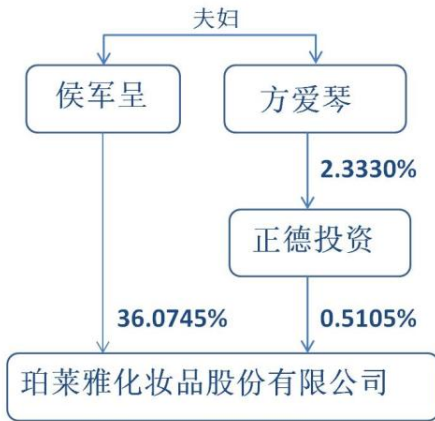 夫妇
侯军呈
方爱琴
2.3330%
正德投资
36.0745%
0.5105%
珀莱雅化妆品股份有限公司